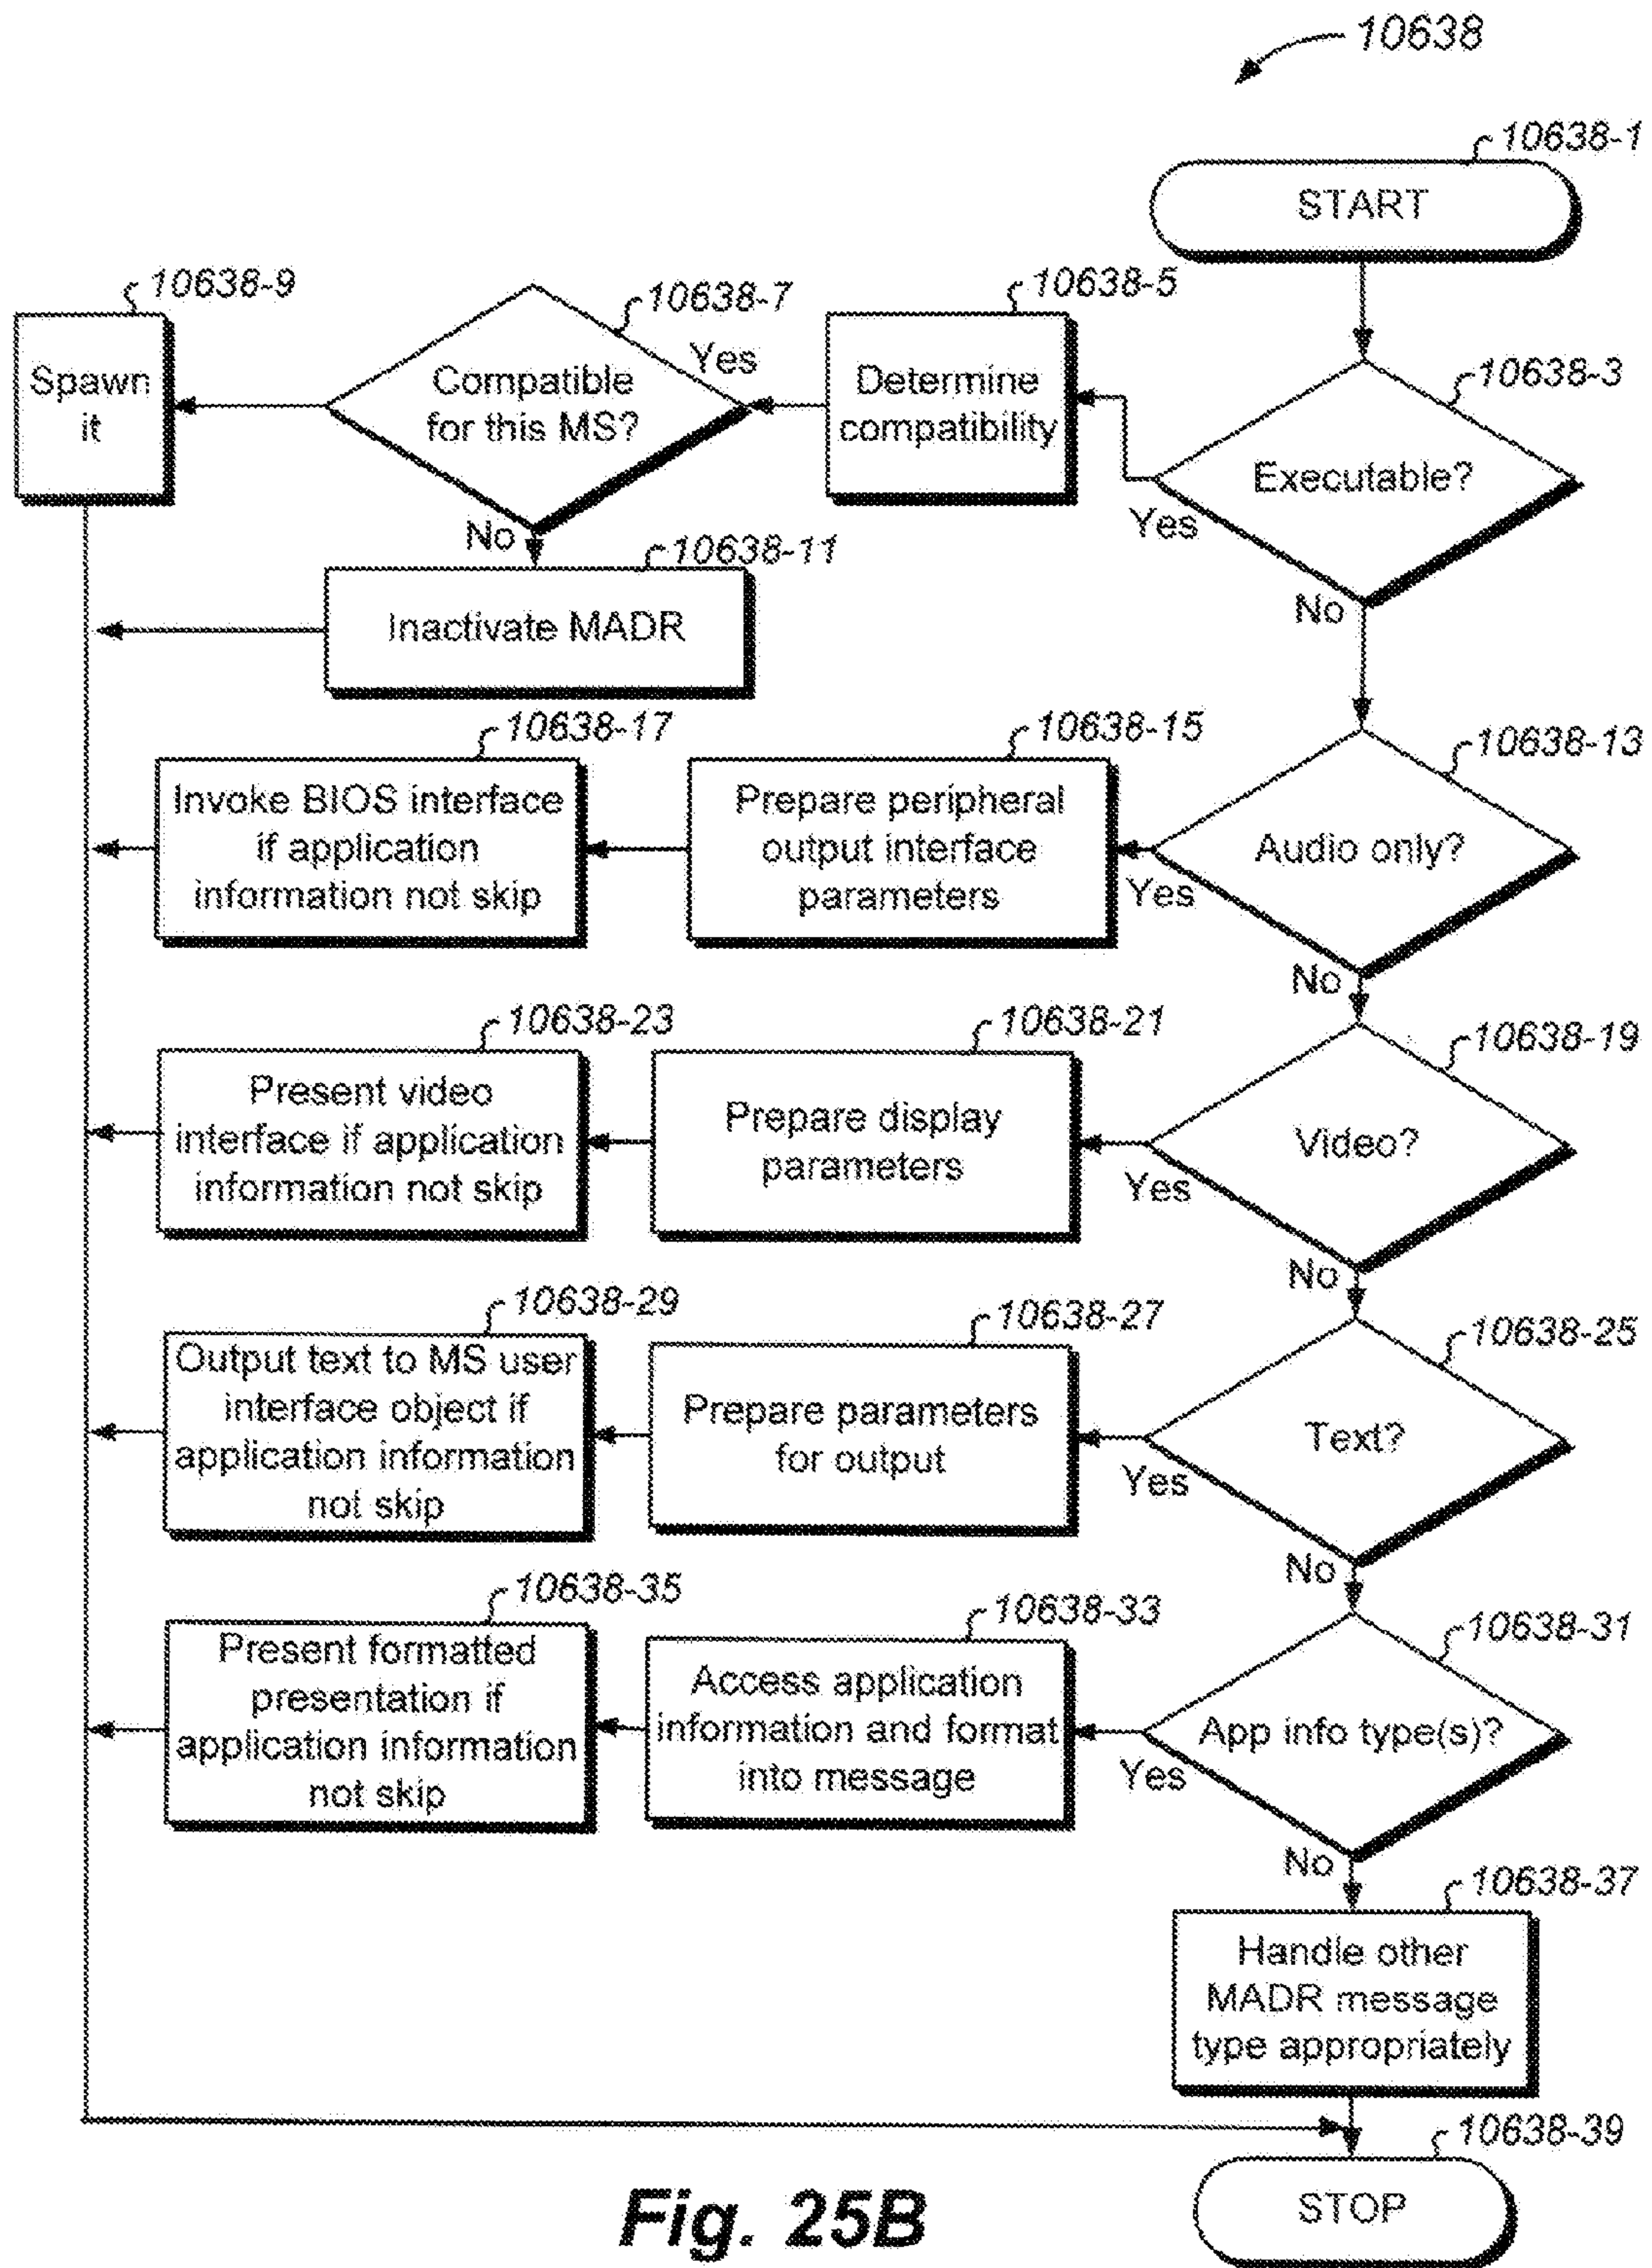 10638
10638-1
START
10638-9
10638-7
10638-5
10638-3
Spawn
it
Compatible
for this MS?
Yes
Determine
compatibility
Executable?
Yes
No
No
10638-11
Inactivate MADR
10638-17
10638-15
10638-13
Invoke BIOS interface
if application
information not skip
Prepare peripheral
output interface
parameters
Audio only?
Yes
No
10638-23
10638-21
10638-19
Present video
interface if application
information not skip
Prepare display
parameters
Video?
Yes
No
10638-29
10638-27
10638-25
Output text to MS user
interface object if
application information
not skip
Prepare parameters
for output
Text?
Yes
No
10638-35
10638-33
10638-31
Present formatted
presentation if
application information
not skip
Access application
information and format
into message
App info type(s)?
Yes
No
10638-37
Handle other
MADR message
type appropriately
10638-39
STOP
Fig. 25B